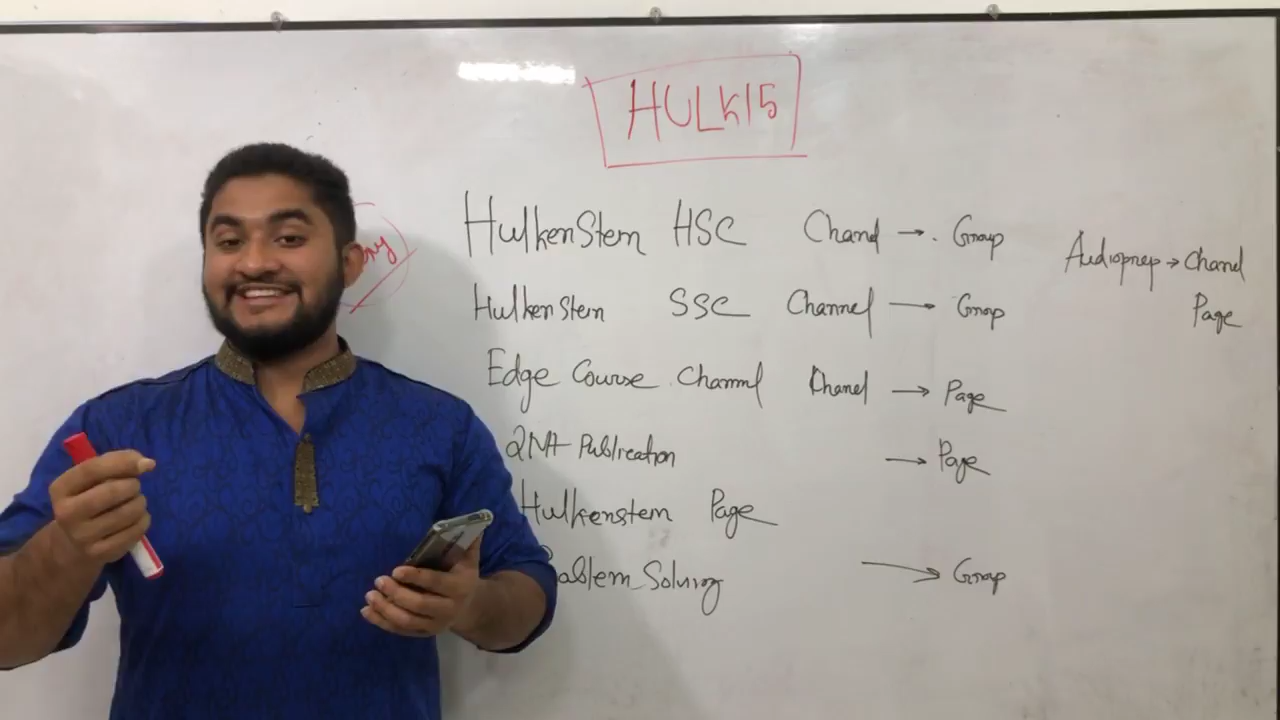 HULK15
HulkenStem HSC Chanel → Group
Audioprep → Chanel
Page
HulkenStem SSC Channel → Group
Edge Course Channel Chanel → Page
Publication → Page
Hulkenstem Page
Solving → Group